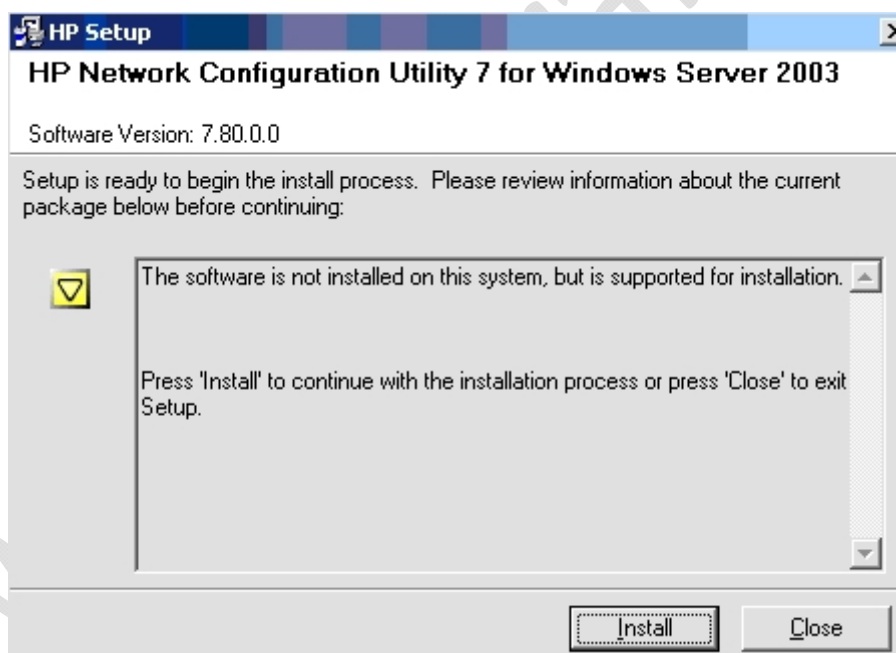 HP Setup
HP Network Configuration Utility 7 for Windows Server 2003
Software Version: 7.80.0.0
Setup is ready to begin the install process.  Please review information about the current
package below before continuing:
The software is not installed on this system, but is supported for installation.
Press 'Install' to continue with the installation process or press 'Close' to exit
Setup.
Install
Close